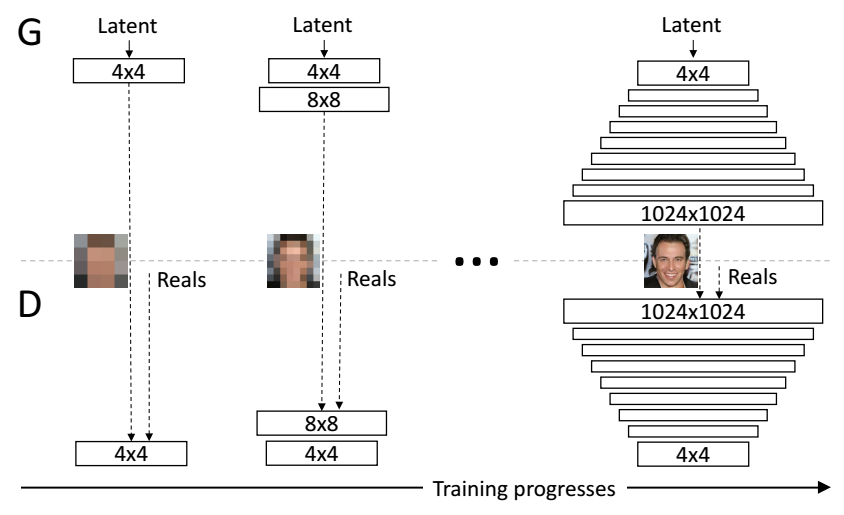 G
Latent
Latent
Latent
4x4
4x4
4x4
8x8
1024x1024
Reals
Reals
Reals
D
1024x1024
8x8
4x4
4x4
4x4
Training progresses